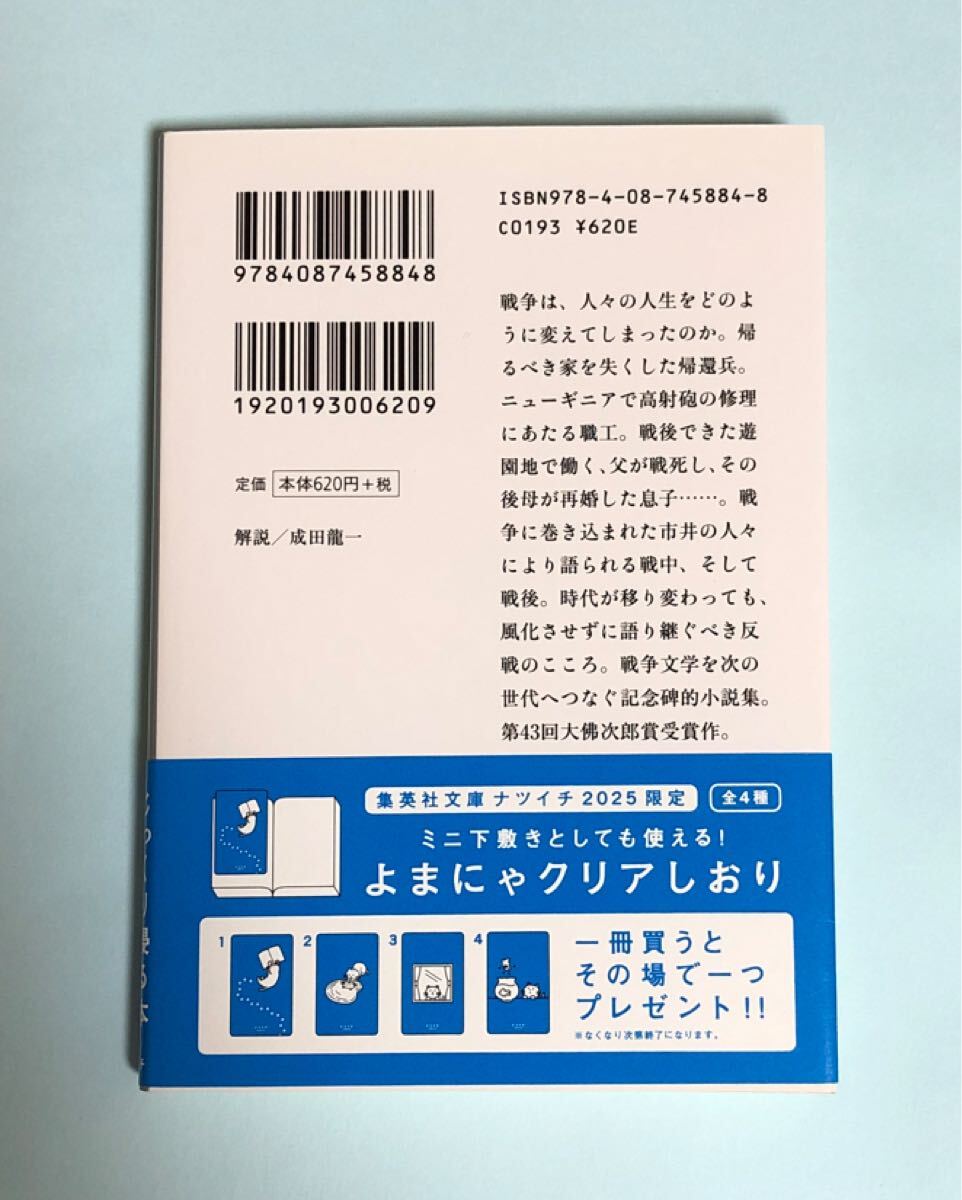 9784087458848
1920193006209
定価 本体620円+税
解説/成田龍一
ISBN978-4-08-745884-8
C0193 ¥620E
戦争は、人々の人生をどのよ
うに変えてしまったのか。帰
るべき家を失くした帰還兵。
ニューギニアで高射砲の修理
にあたる職工。戦後できた遊
園地で働く、父が戦死し、その
後母が再婚した息子……。戦
争に巻き込まれた市井の人々
により語られる戦中、そして
戦後。時代が移り変わっても、
風化させずに語り継ぐべき反
戦のこころ。戦争文学を次の
世代へつなぐ記念碑的小説集。
第43回大佛次郎賞受賞作。
集英社文庫 ナツイチ2025限定 全4種
ミニ下敷きとしても使える!
よまにゃクリアしおり
1 2 3 4
一冊買うと
その場で一つ
プレゼント!!
※なくなり次第終了になります。